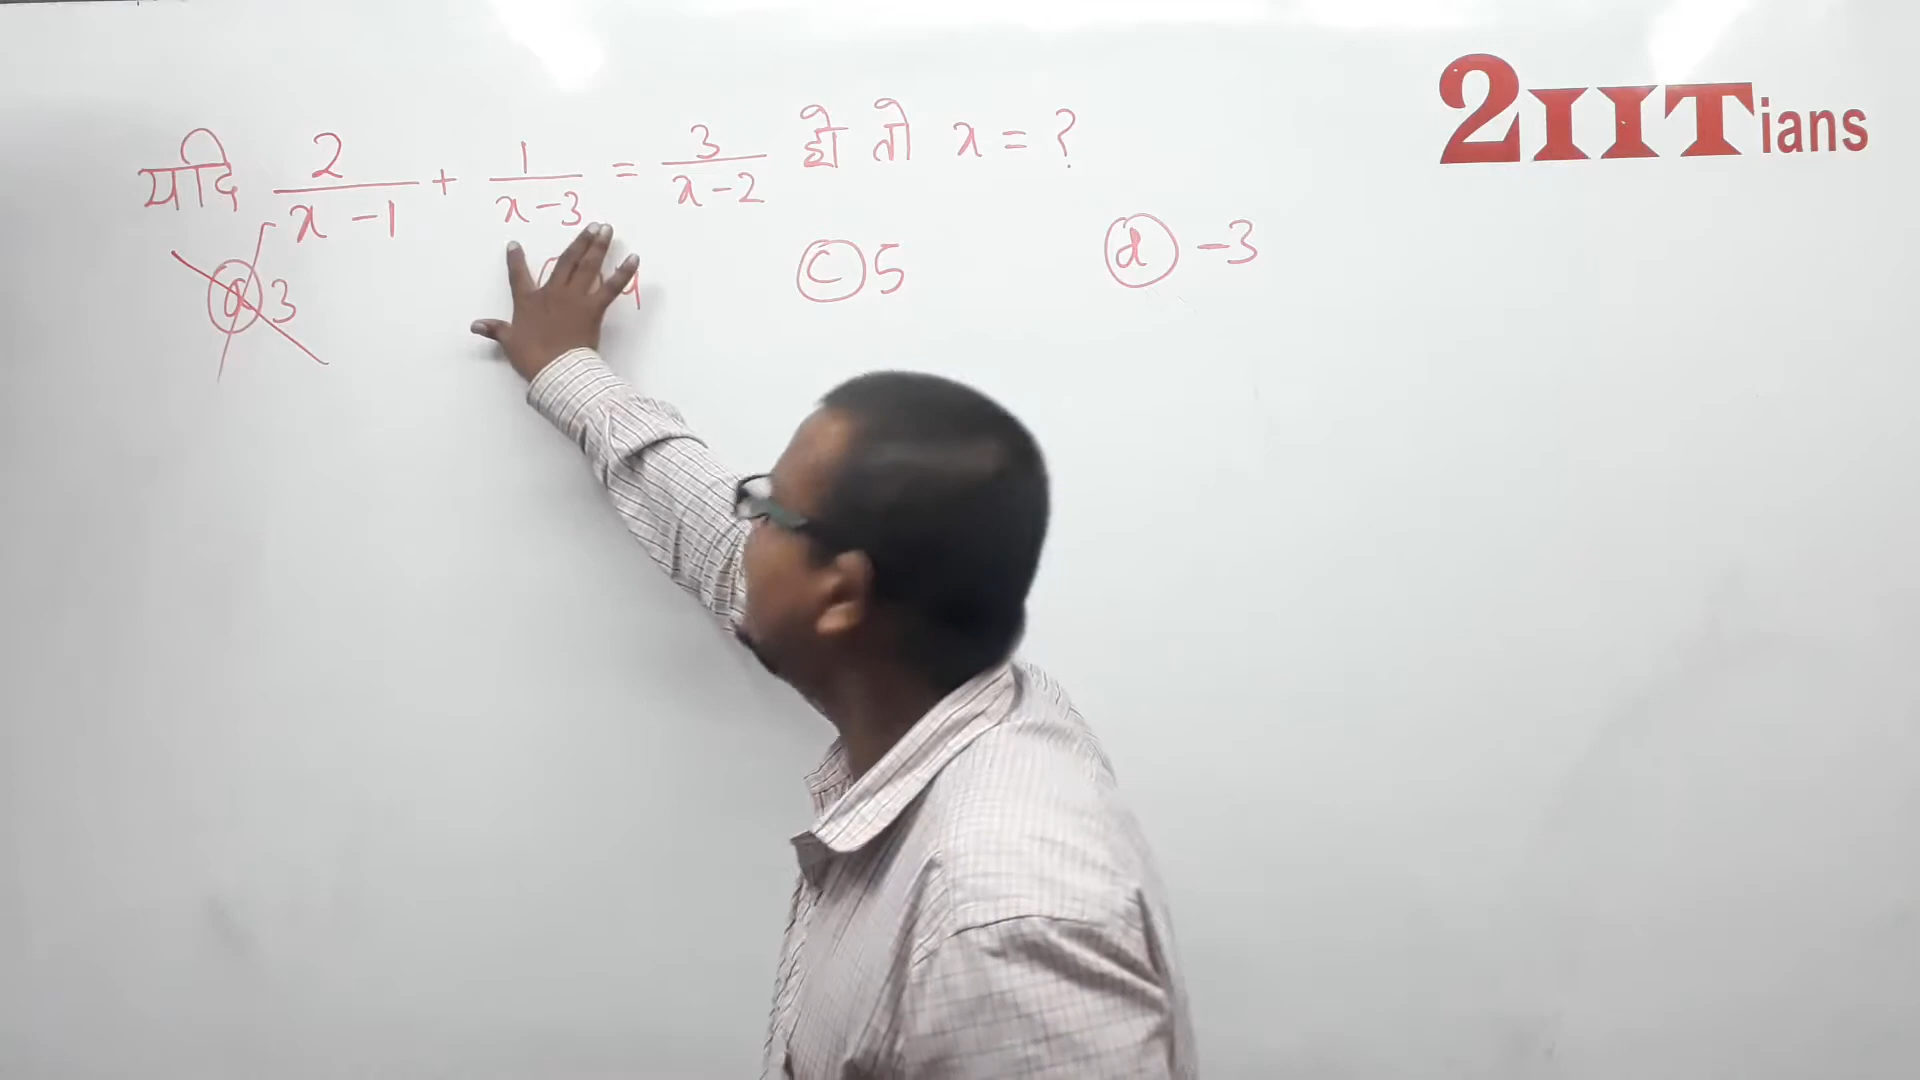 यदि 2/(x-1) + 1/(x-3) = 3/(x-2) हो तो x = ?
a 3 c 5 d -3
2IITians